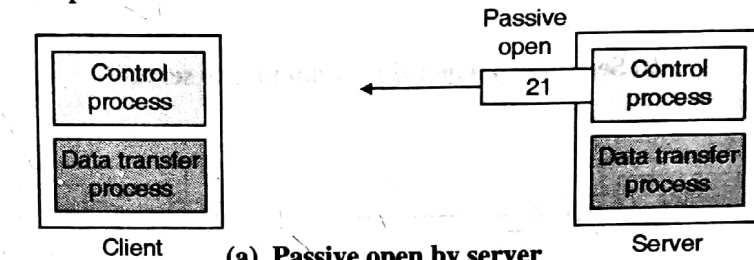 Passive
open
Control
process
21
Control
process
Data transfer
process
Data transfer
process
Client
Server
(a) Passive open by server